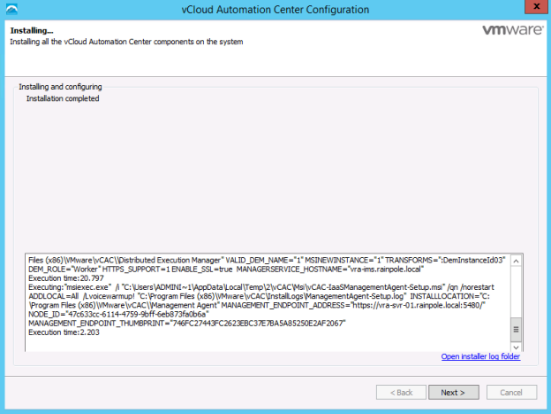 vCloud Automation Center Configuration
x
Installing...
Installing all the vCloud Automation Center components on the system
vmware
Installing and configuring
Installation completed
Files (x86)\VMware\vCAC\\Distributed Execution Manager" VALID_DEM_NAME="1" MSINEWINSTANCE="1" TRANSFORMS=":DemInstanceId03"
DEM_ROLE="Worker" HTTPS_SUPPORT=1 ENABLE_SSL=true MANAGERSERVICE_HOSTNAME="vra-ims.rainpole.local"
Execution time:20.797
Executing:"msiexec.exe" /i "C:\Users\ADMINI~1\AppData\Local\Temp\2\vCAC\Msi\vCAC-IaaSManagementAgent-Setup.msi" /qn /norestart
ADDLOCAL=All /Lvoicewarmup! "C:\Program Files (x86)\VMware\vCAC\InstallLogs\ManagementAgent-Setup.log" INSTALLLOCATION="C:
\Program Files (x86)\VMware\vCAC\\Management Agent" MANAGEMENT_ENDPOINT_ADDRESS="https://vra-svr-01.rainpole.local:5480/"
NODE_ID="47c633cc-6114-4759-9bff-6eb873fa0b6a"
MANAGEMENT_ENDPOINT_THUMBPRINT="746FC27443FC2623EBC37E7BA5A85250E2AF2067"
Execution time:2.203
Open installer log folder
< Back
Next >
Cancel